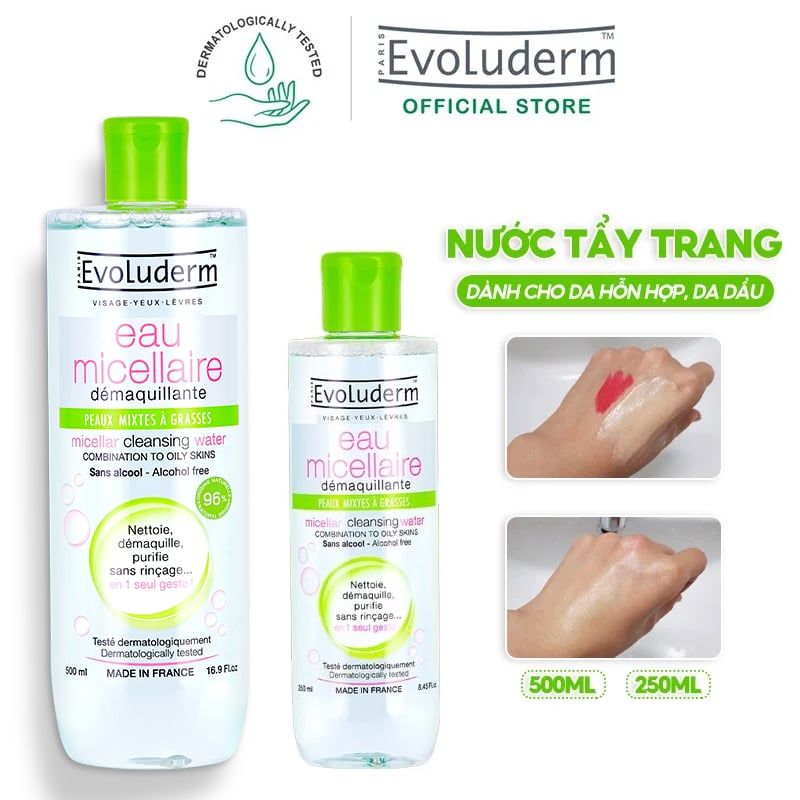 DERMATOLOGICALLY TESTED
PARIS
Evoluderm™
OFFICIAL STORE
PARIS
Evoluderm™
VISAGE·YEUX·LÈVRES
eau
micellaire
démaquillante
PEAUX MIXTES À GRASSES
micellar cleansing water
COMBINATION TO OILY SKINS
Sans alcool - Alcohol free
96%
Nettoie,
démaquille,
purifie
sans rinçage...
en 1 seul geste !
Testé dermatologiquement
Dermatologically tested
500 ml
MADE IN FRANCE
16.9 Fl.oz
PARIS
Evoluderm™
VISAGE·YEUX·LÈVRES
eau
micellaire
démaquillante
PEAUX MIXTES À GRASSES
micellar cleansing water
COMBINATION TO OILY SKINS
Sans alcool - Alcohol free
Nettoie,
démaquille,
purifie
sans rinçage...
en 1 seul geste !
Testé dermatologiquement
Dermatologically tested
250 ml
MADE IN FRANCE
8.45 Fl.oz
NƯỚC TẨY TRANG
DÀNH CHO DA HỖN HỢP, DA DẦU
500ML
250ML